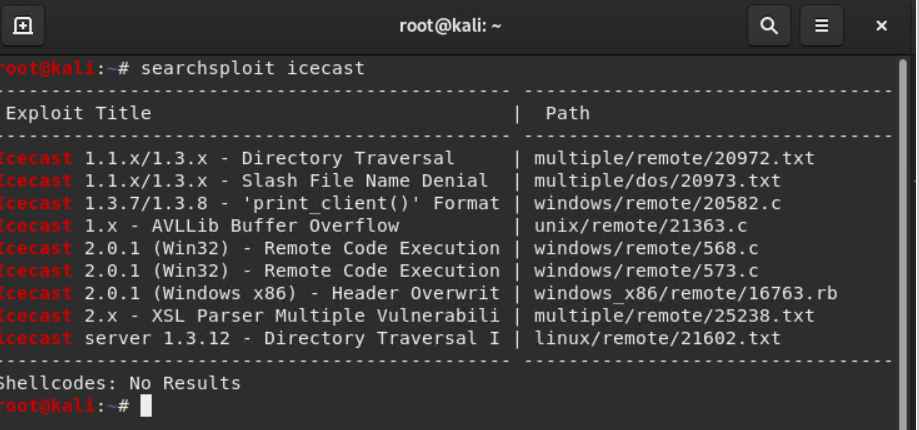 root@kali: ~
root@kali:~# searchsploit icecast
---------------------------------------------- ---------------------------------
Exploit Title | Path
---------------------------------------------- ---------------------------------
Icecast 1.1.x/1.3.x - Directory Traversal | multiple/remote/20972.txt
Icecast 1.1.x/1.3.x - Slash File Name Denial | multiple/dos/20973.txt
Icecast 1.3.7/1.3.8 - 'print_client()' Format | windows/remote/20582.c
Icecast 1.x - AVLLib Buffer Overflow | unix/remote/21363.c
Icecast 2.0.1 (Win32) - Remote Code Execution | windows/remote/568.c
Icecast 2.0.1 (Win32) - Remote Code Execution | windows/remote/573.c
Icecast 2.0.1 (Windows x86) - Header Overwrit | windows_x86/remote/16763.rb
Icecast 2.x - XSL Parser Multiple Vulnerabili | multiple/remote/25238.txt
icecast server 1.3.12 - Directory Traversal I | linux/remote/21602.txt
---------------------------------------------- ---------------------------------
Shellcodes: No Results
root@kali:~#